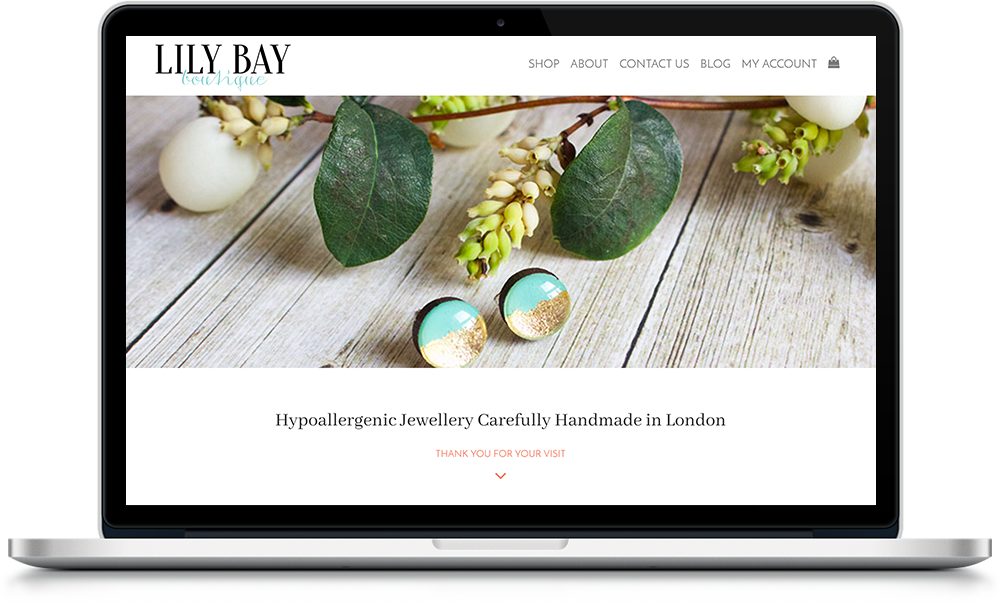 LILY BAY
boutique
SHOP ABOUT CONTACT US BLOG MY ACCOUNT
Hypoallergenic Jewellery Carefully Handmade in London
THANK YOU FOR YOUR VISIT